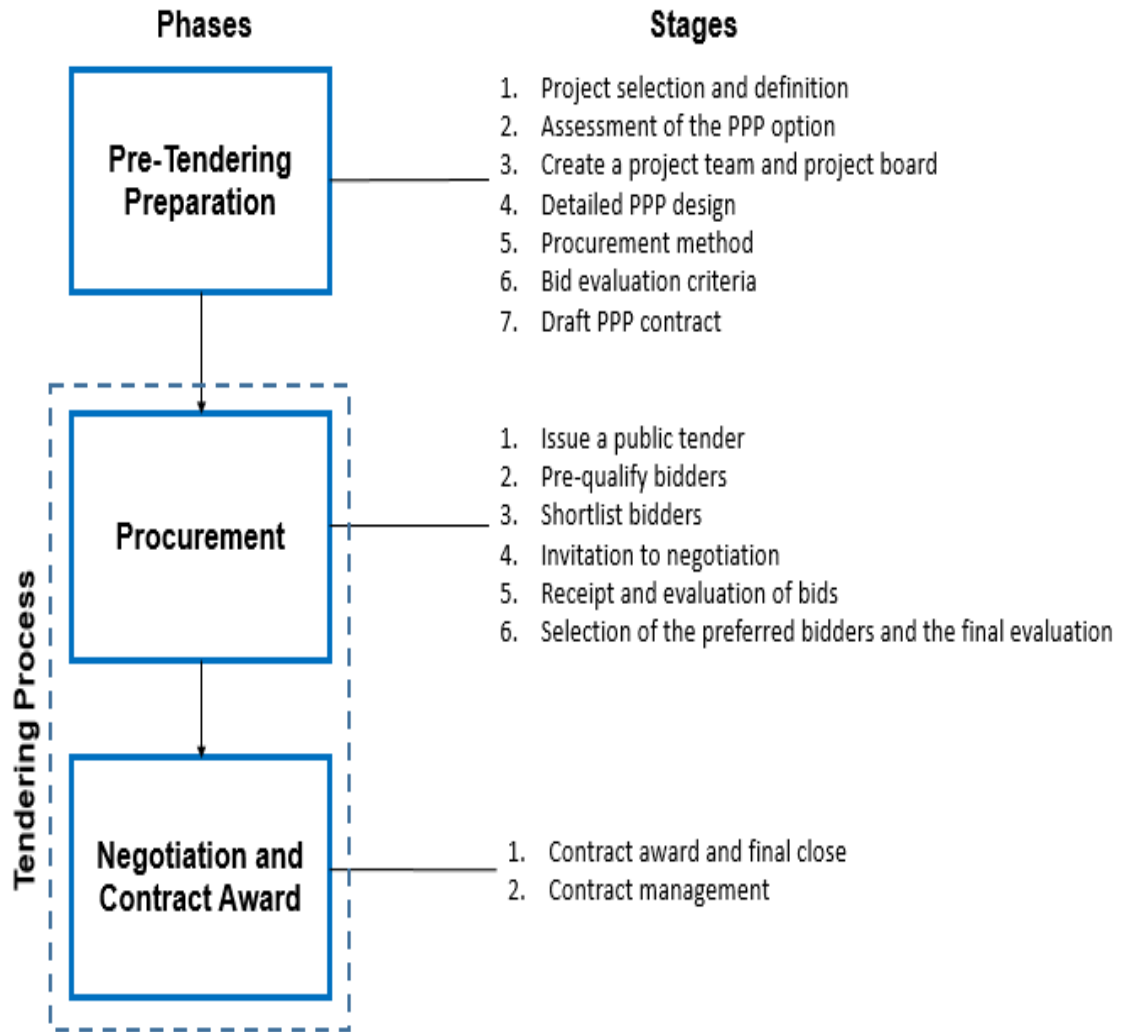 Phases
Stages
Pre-Tendering
Preparation
1. Project selection and definition
2. Assessment of the PPP option
3. Create a project team and project board
4. Detailed PPP design
5. Procurement method
6. Bid evaluation criteria
7. Draft PPP contract
Tendering Process
Procurement
1. Issue a public tender
2. Pre-qualify bidders
3. Shortlist bidders
4. Invitation to negotiation
5. Receipt and evaluation of bids
6. Selection of the preferred bidders and the final evaluation
Negotiation and
Contract Award
1. Contract award and final close
2. Contract management